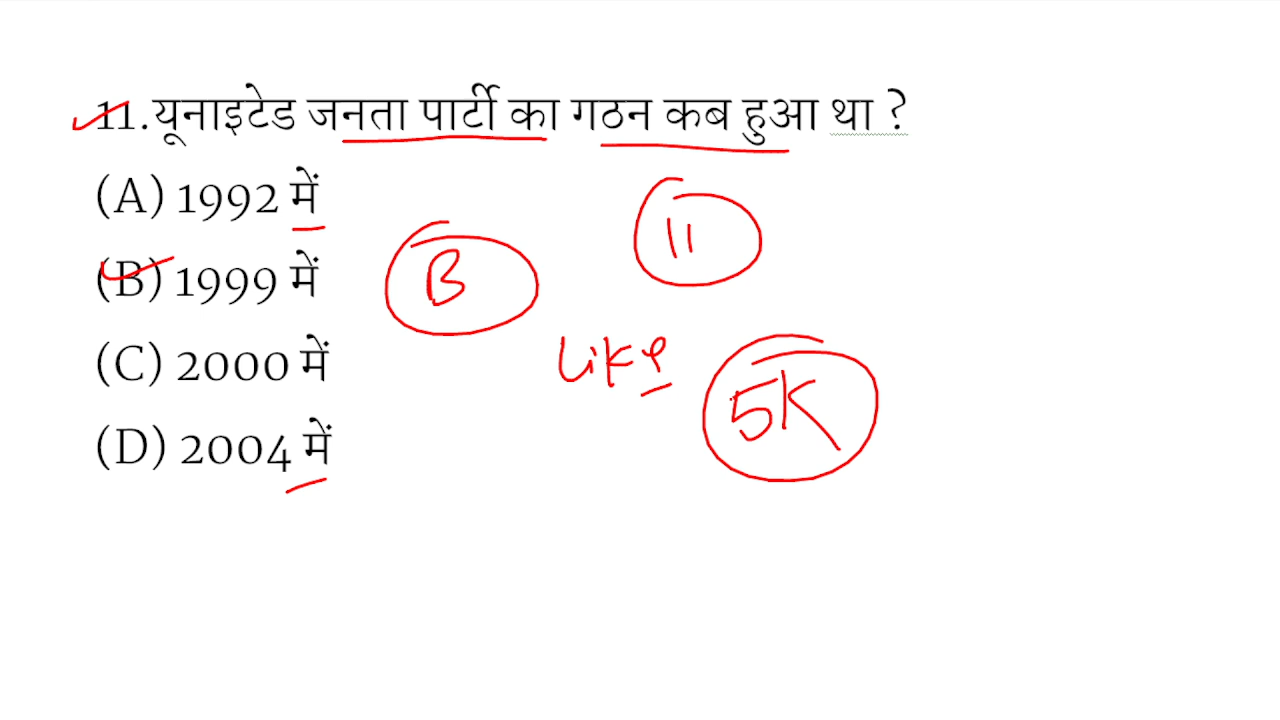 11.यूनाइटेड जनता पार्टी का गठन कब हुआ था ?
(A) 1992 में
11
(B) 1999 में
B
Like
(C) 2000 में
5K
(D) 2004 में